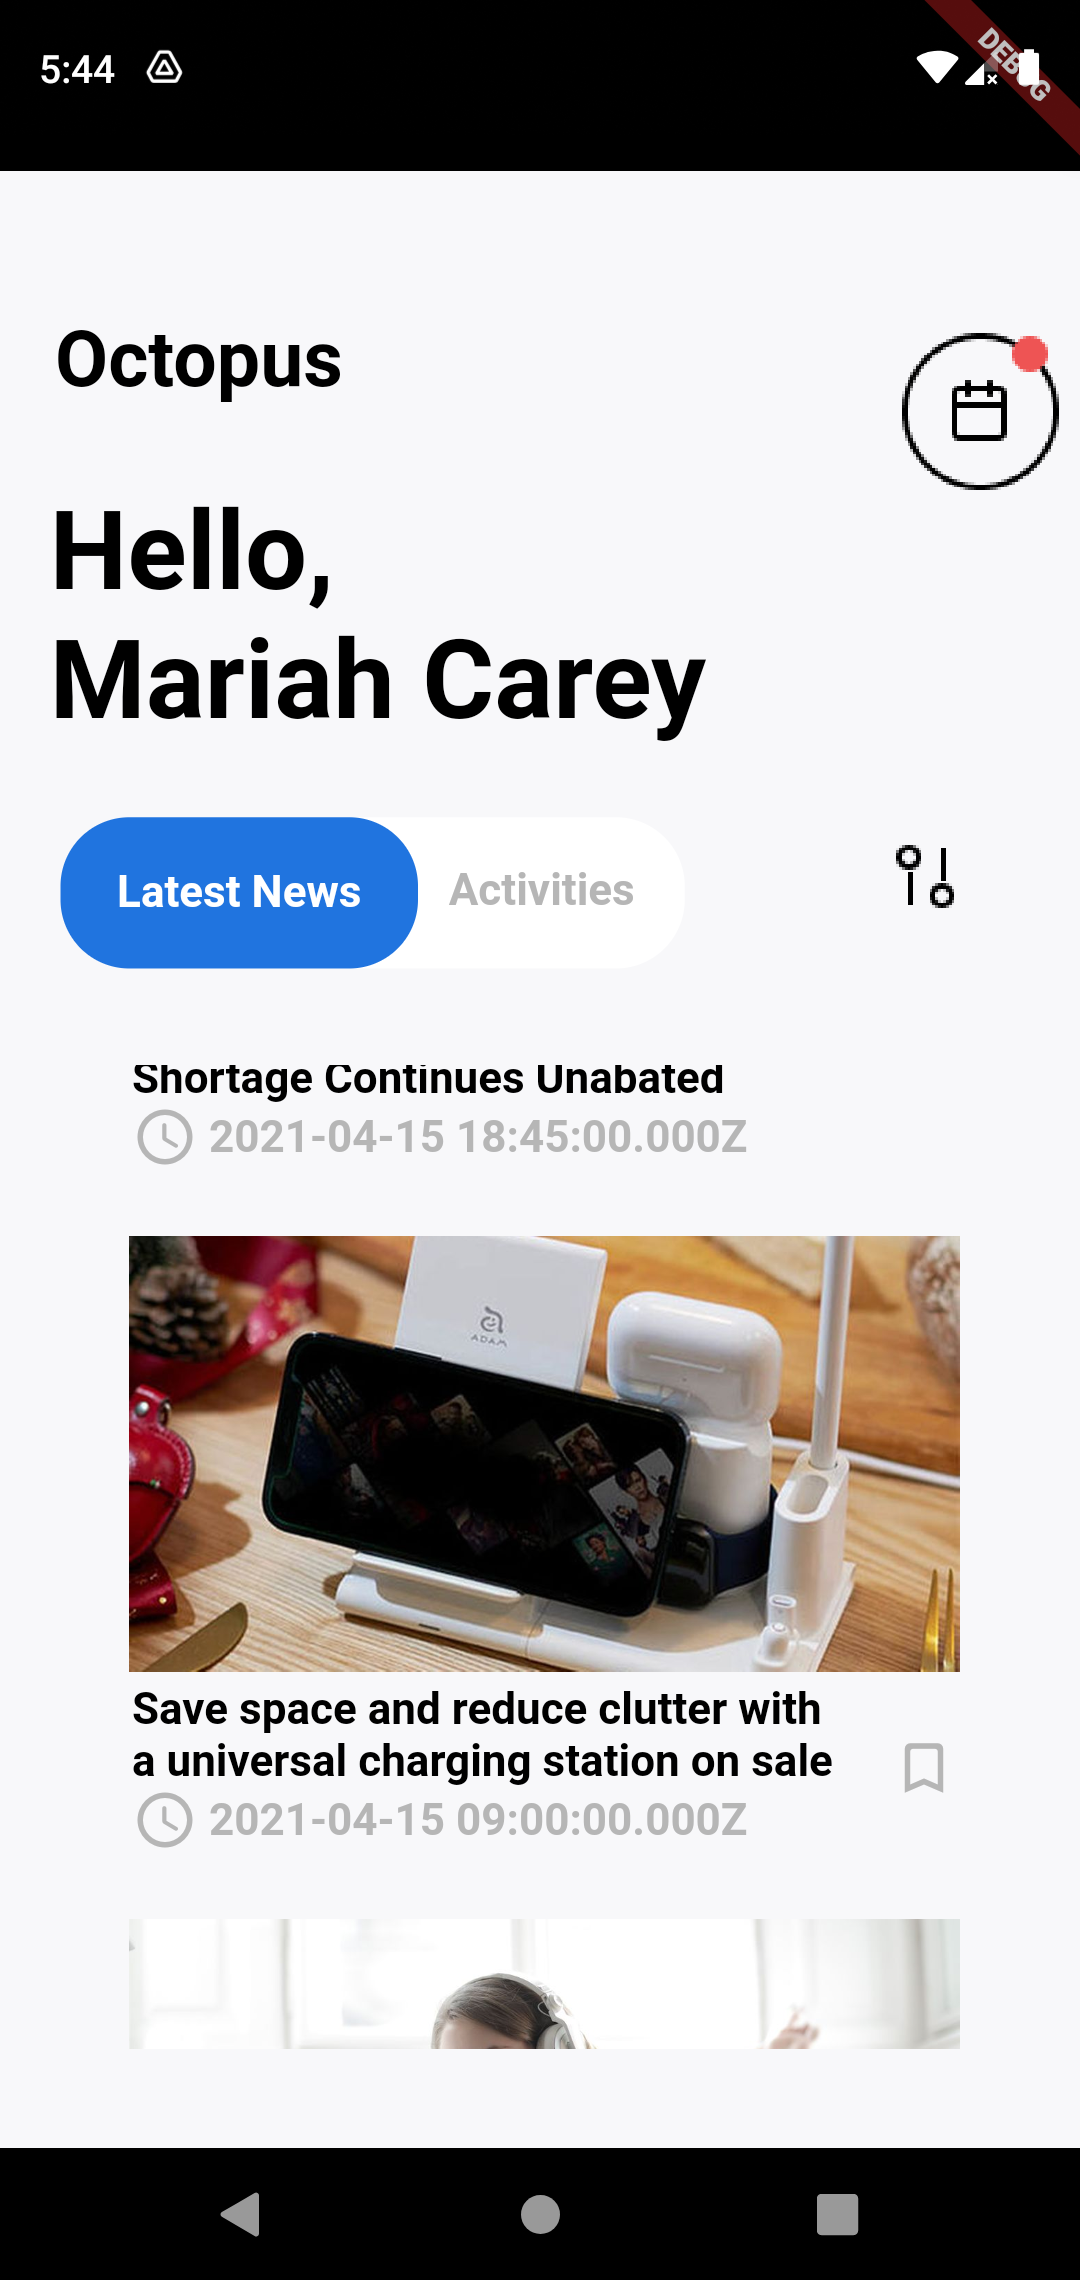 5:44
DEBUG
Octopus
Hello,
Mariah Carey
Latest News
Activities
Shortage Continues Unabated
2021-04-15 18:45:00.000Z
ADAM
Save space and reduce clutter with
a universal charging station on sale
2021-04-15 09:00:00.000Z